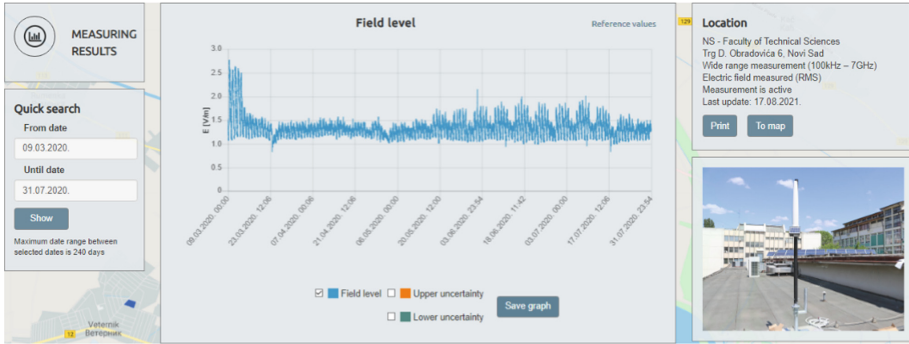 MEASURING
RESULTS
Quick search
From date
09.03.2020.
Until date
31.07.2020.
Show
Maximum date range between
selected dates is 240 days
Veternik
Ветерник
12
Field level
Reference values
E [V/m]
3.0
2.5
2.0
1.5
1.0
0.5
0
09.03.2020. 00:00
23.03.2020. 12:06
07.04.2020. 00:06
21.04.2020. 12:06
06.05.2020. 00:00
20.05.2020. 12:00
03.06.2020. 23:54
18.06.2020. 11:42
03.07.2020. 00:00
17.07.2020. 12:06
31.07.2020. 23:54
Field level
Upper uncertainty
Lower uncertainty
Save graph
129
Location
NS - Faculty of Technical Sciences
Trg D. Obradovića 6, Novi Sad
Wide range measurement (100kHz – 7GHz)
Electric field measured (RMS)
Measurement is active
Last update: 17.08.2021.
Print
To map